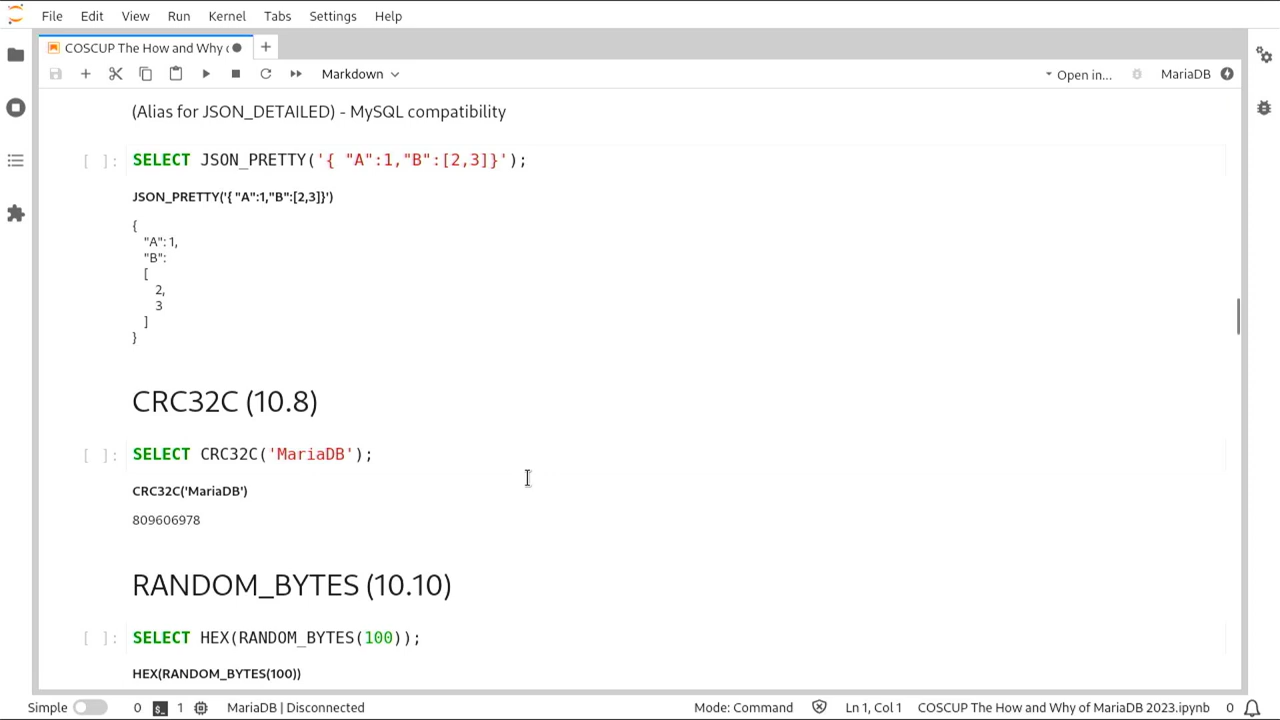 File Edit View Run Kernel Tabs Settings Help
COSCUP The How and Why
Markdown Open in... MariaDB
(Alias for JSON_DETAILED) - MySQL compatibility
[ ]: SELECT JSON_PRETTY('{ "A":1,"B":[2,3]}');
JSON_PRETTY('{ "A":1,"B":[2,3]}')
{
"A": 1,
"B":
[
2,
3
]
}
CRC32C (10.8)
[ ]: SELECT CRC32C('MariaDB');
CRC32C('MariaDB')
809606978
RANDOM_BYTES (10.10)
[ ]: SELECT HEX(RANDOM_BYTES(100));
HEX(RANDOM_BYTES(100))
Simple 0 1 MariaDB | Disconnected Mode: Command Ln 1, Col 1 COSCUP The How and Why of MariaDB 2023.ipynb 0